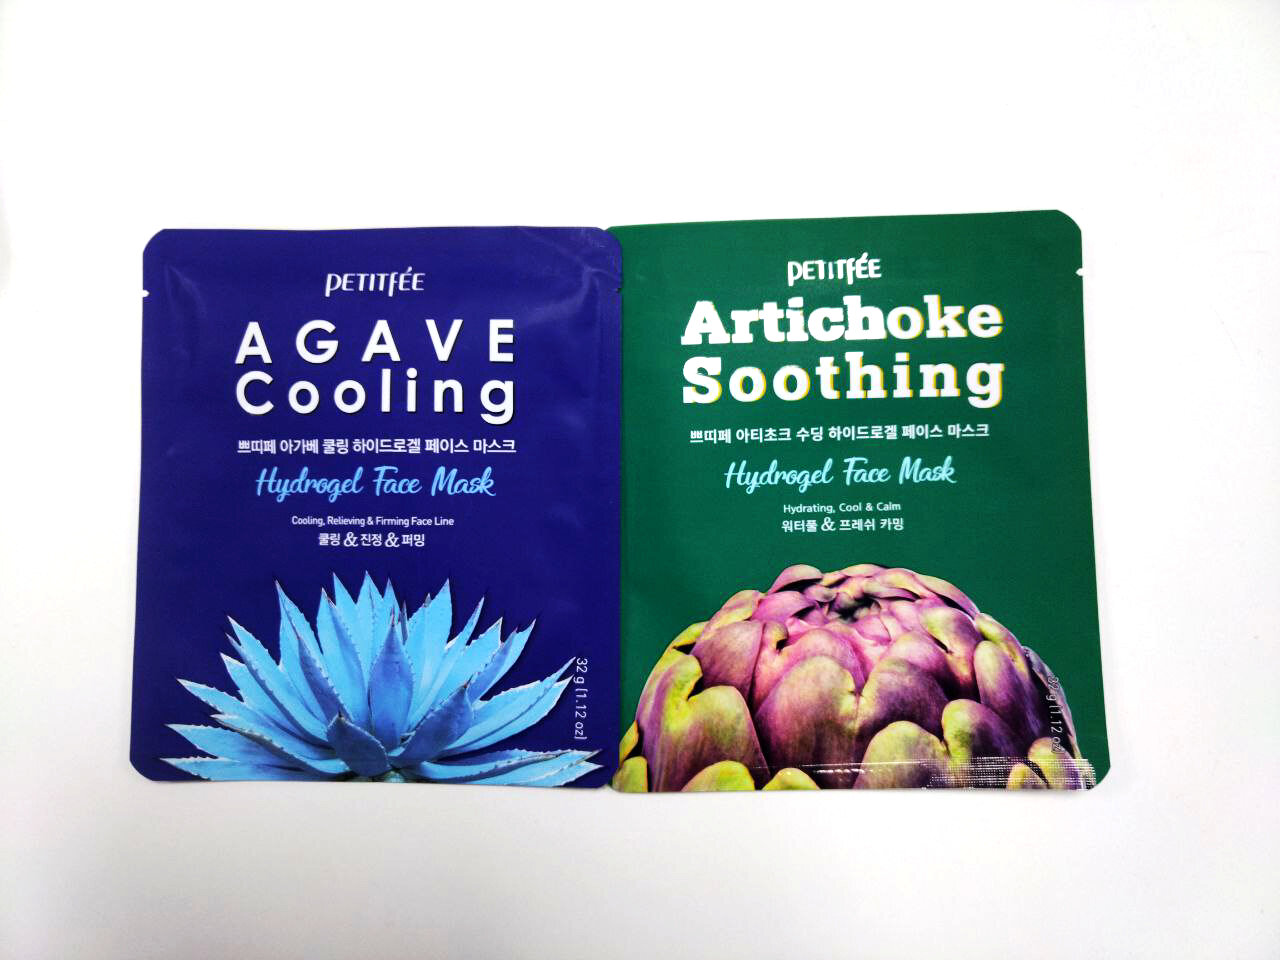 PETITFÉE
AGAVE
Cooling
쁘띠페 아가베 쿨링 하이드로겔 페이스 마스크
Hydrogel Face Mask
Cooling, Relieving & Firming Face Line
쿨링 & 진정 & 퍼밍
32 g (1.12 oz)
PETITFÉE
Artichoke
Soothing
쁘띠페 아티초크 수딩 하이드로겔 페이스 마스크
Hydrogel Face Mask
Hydrating, Cool & Calm
워터풀 & 프레쉬 카밍
32 g (1.12 oz)